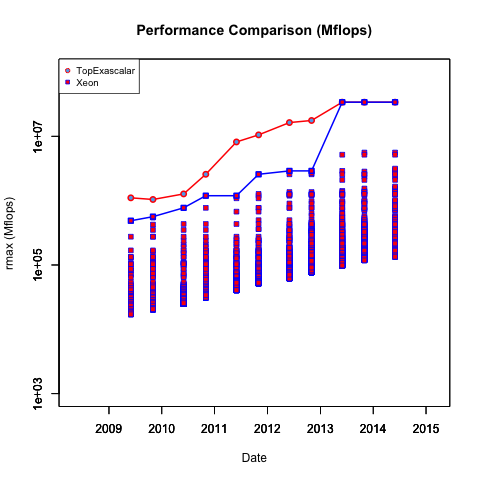 Performance Comparison (Mflops)
TopExascalar
Xeon
rmax (Mflops)
1e+07
1e+05
1e+03
2009 2010 2011 2012 2013 2014 2015
Date